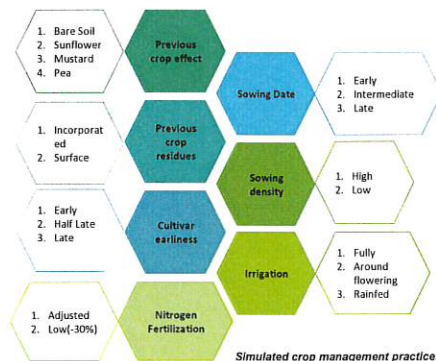 1. Bare Soil
2. Sunflower
3. Mustard
4. Pea
Previous
crop effect
Sowing Date
1. Early
2. Intermediate
3. Late
1. Incorporat
ed
2. Surface
Previous
crop
residues
Sowing
density
1. High
2. Low
1. Early
2. Half Late
3. Late
Cultivar
earliness
Irrigation
1. Fully
2. Around
flowering
3. Rainfed
1. Adjusted
2. Low(-30%)
Nitrogen
Fertilization
Simulated crop management practice